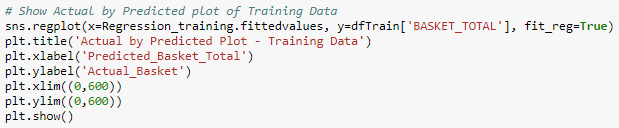 # Show Actual by Predicted plot of Training Data
sns.regplot(x=Regression_training.fittedvalues, y=dfTrain['BASKET_TOTAL'], fit_reg=True)
plt.title('Actual by Predicted Plot - Training Data')
plt.xlabel('Predicted_Basket_Total')
plt.ylabel('Actual_Basket')
plt.xlim((0,600))
plt.ylim((0,600))
plt.show()